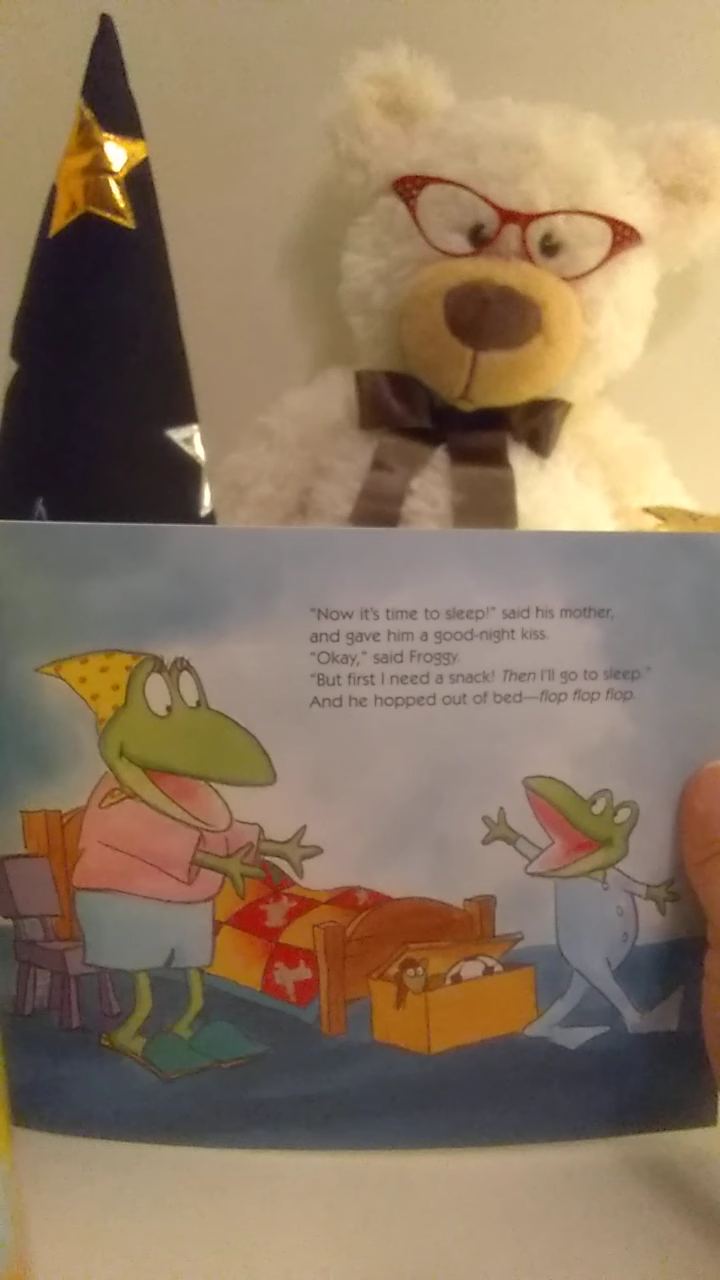 "Now it's time to sleep!" said his mother,
and gave him a good-night kiss.
"Okay," said Froggy.
"But first I need a snack! Then I'll go to sleep."
And he hopped out of bed—flop flop flop.